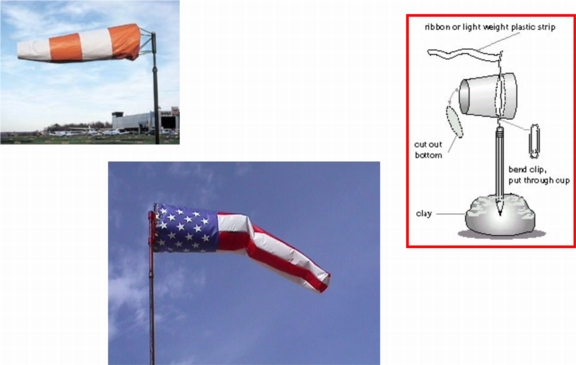 ribbon or light weight plastic strip
cut out
bottom
bend clip,
put through cup
clay